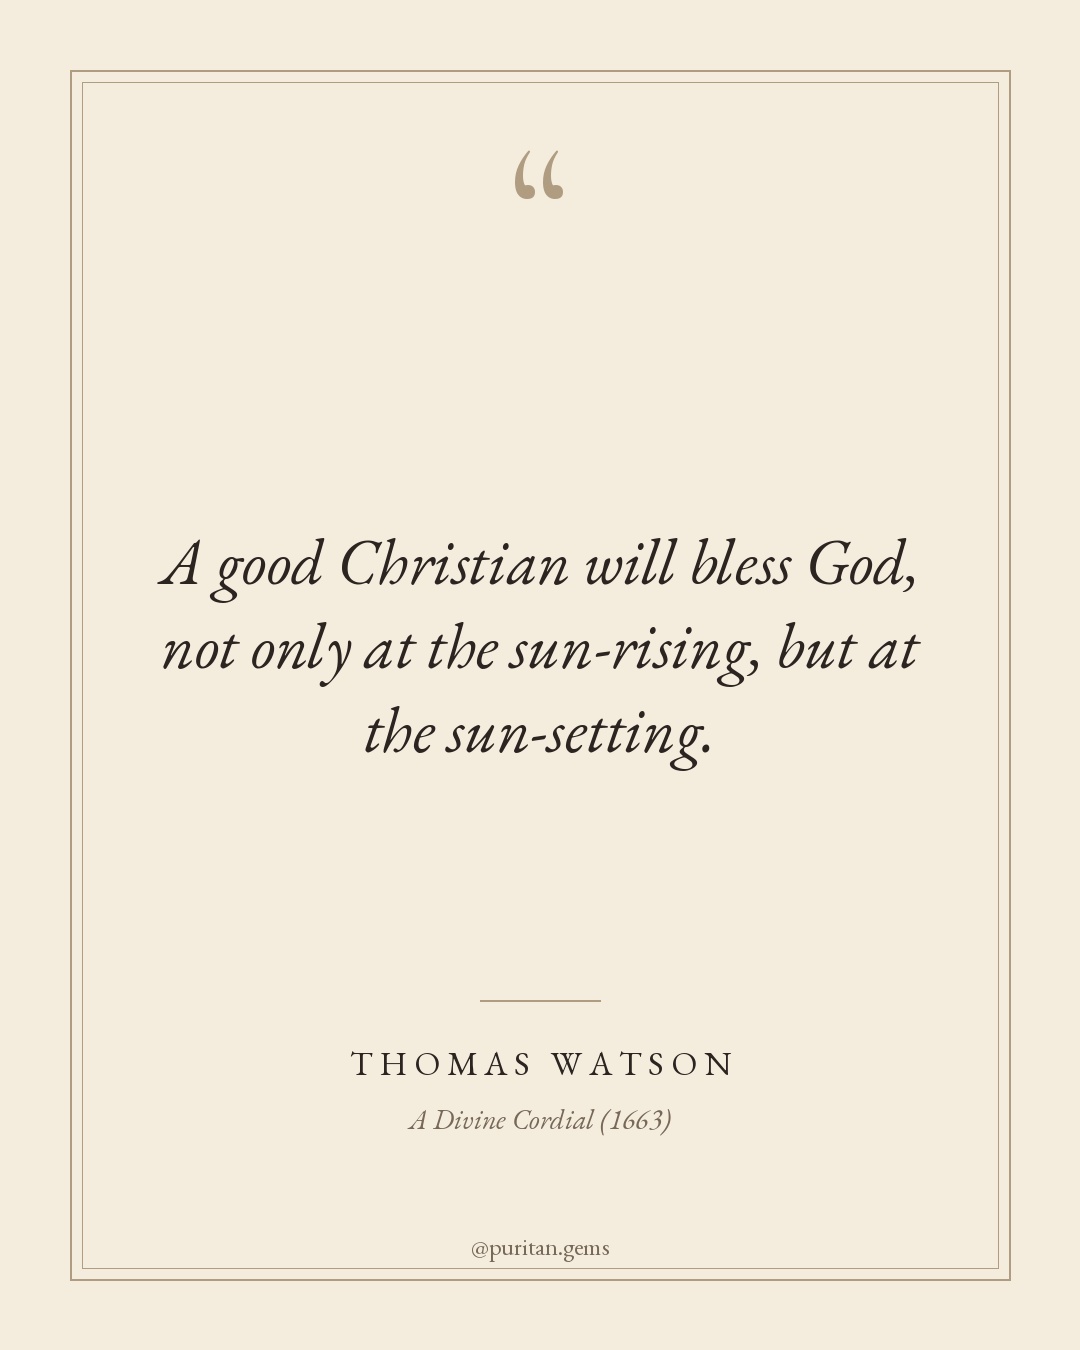 “
A good Christian will bless God,
not only at the sun-rising, but at
the sun-setting.
THOMAS WATSON
A Divine Cordial (1663)
@puritan.gems